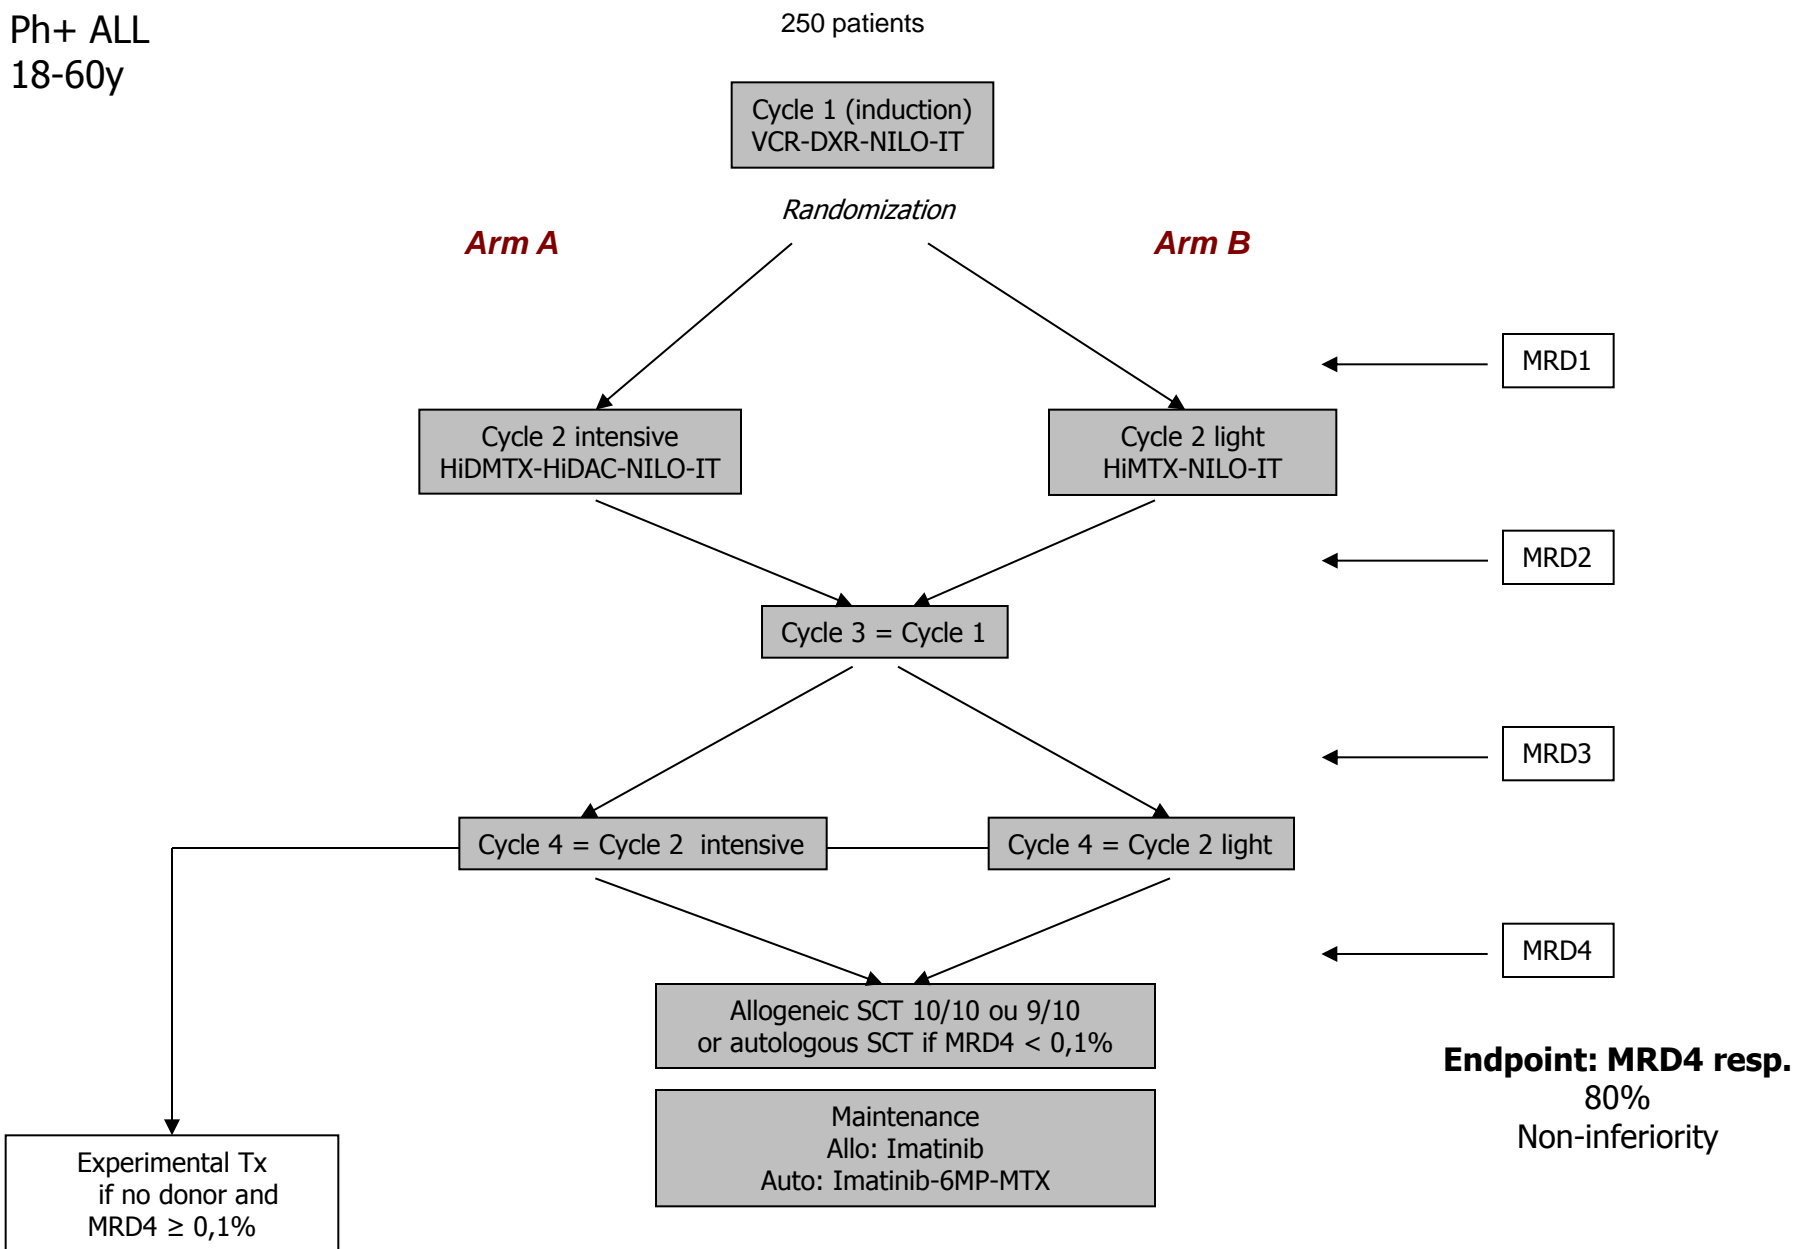 Ph+ ALL
18-60y
250 patients
Cycle 1 (induction)
VCR-DXR-NILO-IT
Randomization
Arm A
Arm B
MRD1
Cycle 2 intensive
HiDMTX-HiDAC-NILO-IT
Cycle 2 light
HiMTX-NILO-IT
MRD2
Cycle 3 = Cycle 1
MRD3
Cycle 4 = Cycle 2 intensive
Cycle 4 = Cycle 2 light
MRD4
Allogeneic SCT 10/10 ou 9/10
or autologous SCT if MRD4 < 0,1%
Endpoint: MRD4 resp.
80%
Non-inferiority
Maintenance
Allo: Imatinib
Auto: Imatinib-6MP-MTX
Experimental Tx
if no donor and
MRD4 ≥ 0,1%